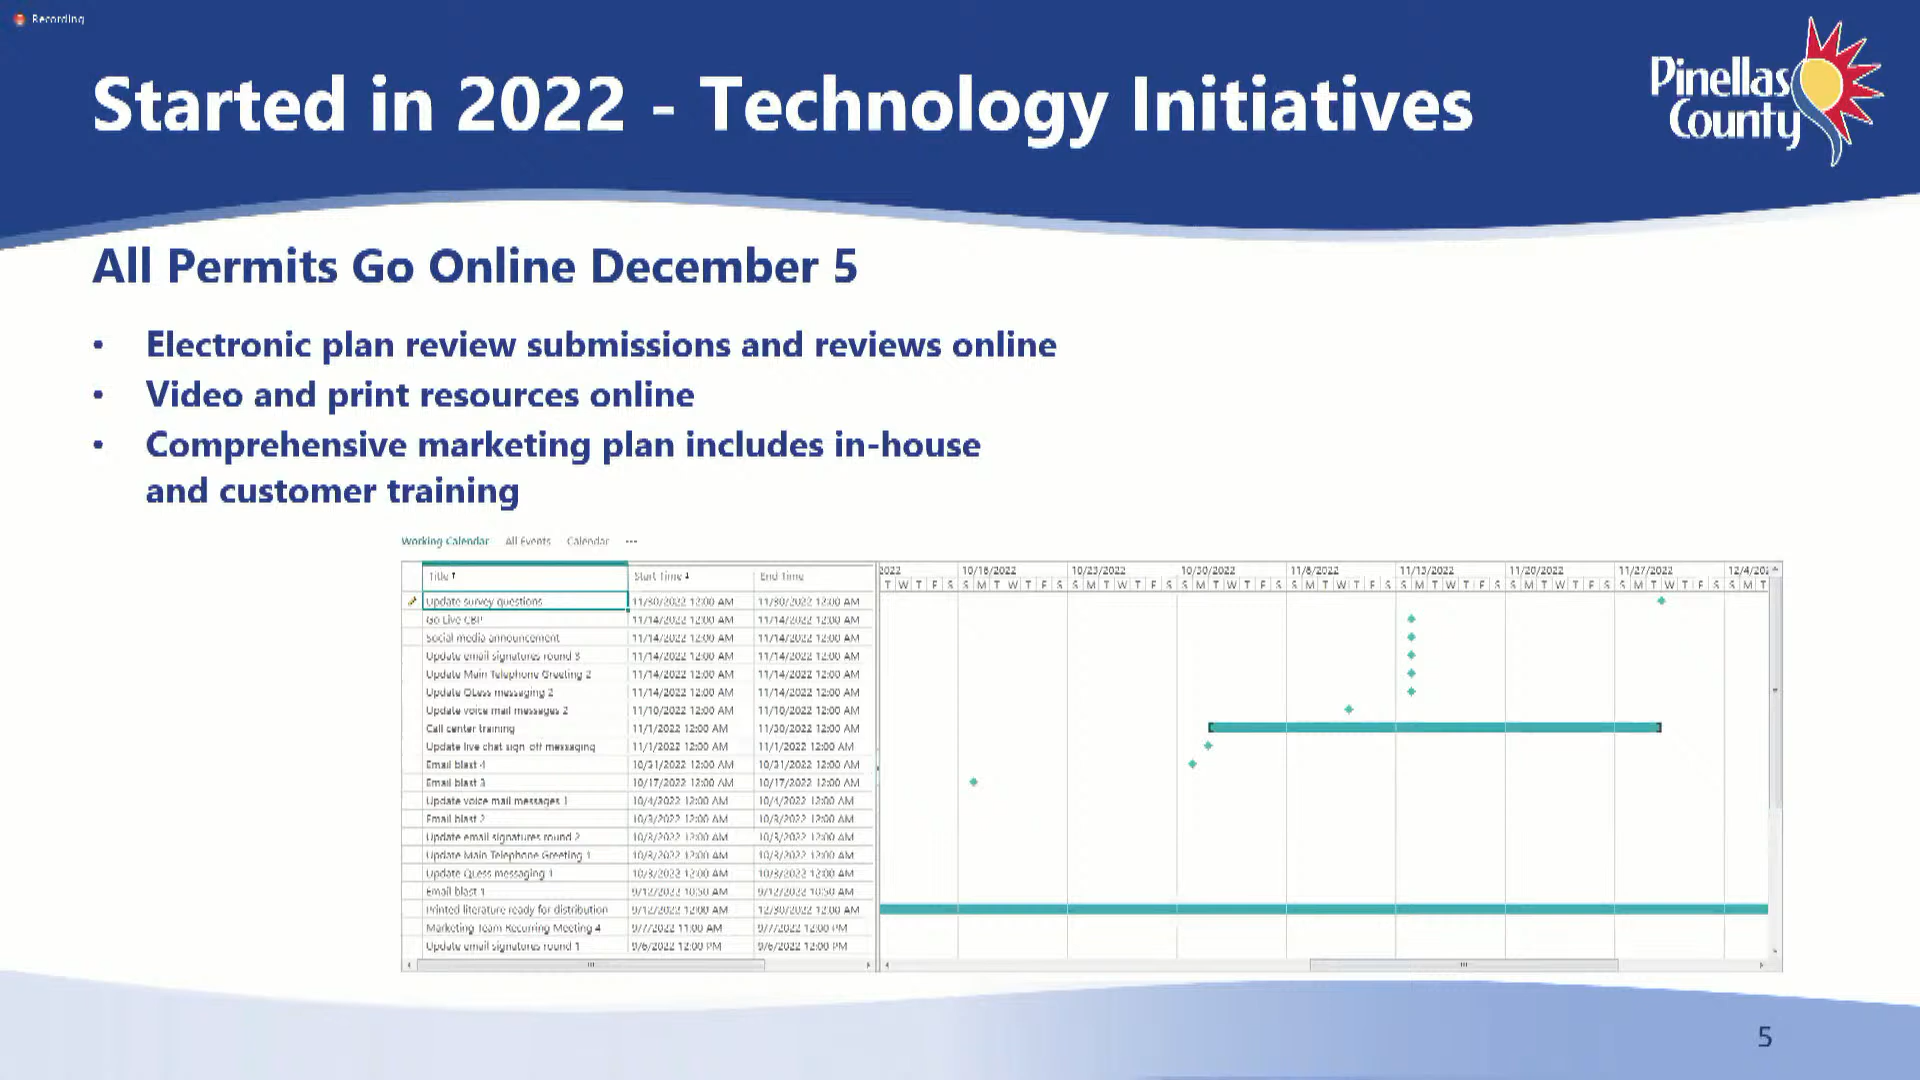 Recording
Started in 2022 - Technology Initiatives
Pinellas
County
All Permits Go Online December 5
• Electronic plan review submissions and reviews online
• Video and print resources online
• Comprehensive marketing plan includes in-house
and customer training
Working Calendar All Events Calendar ...
Title Start Time End Time
2022 10/16/2022 10/23/2022 10/30/2022 11/6/2022 11/13/2022 11/20/2022 11/27/2022
T W T F S S M T W T F S S M T W T F S S M T W T F S S M T W T F S S M T W T F S S M T W T F S S M T W T F S S M T
Update survey questions 11/30/2022 12:00 AM 11/30/2022 12:00 AM
Go Live CBP 11/14/2022 12:00 AM 11/14/2022 12:00 AM
Social media announcement 11/14/2022 12:00 AM 11/14/2022 12:00 AM
Update email signatures round 3 11/14/2022 12:00 AM 11/14/2022 12:00 AM
Update Main Telephone Greeting 2 11/14/2022 12:00 AM 11/14/2022 12:00 AM
Update QLess messaging 2 11/14/2022 12:00 AM 11/14/2022 12:00 AM
Update voice mail messages 2 11/10/2022 12:00 AM 11/10/2022 12:00 AM
Call center training 11/1/2022 12:00 AM 11/30/2022 12:00 AM
Update live chat sign off messaging 11/1/2022 12:00 AM 11/1/2022 12:00 AM
Email blast 4 10/31/2022 12:00 AM 10/31/2022 12:00 AM
Email blast 3 10/17/2022 12:00 AM 10/17/2022 12:00 AM
Update voice mail messages 1 10/4/2022 12:00 AM 10/4/2022 12:00 AM
Email blast 2 10/3/2022 12:00 AM 10/3/2022 12:00 AM
Update email signatures round 2 10/3/2022 12:00 AM 10/3/2022 12:00 AM
Update Main Telephone Greeting 1 10/3/2022 12:00 AM 10/3/2022 12:00 AM
Update QLess messaging 1 10/3/2022 12:00 AM 10/3/2022 12:00 AM
Email blast 1 9/12/2022 AM 9/12/2022 AM
Printed literature ready for distribution 9/12/2022 12:00 AM 12/30/2022 12:00 AM
Marketing Team Recurring Meeting 4 9/7/2022 11:00 AM 9/7/2022 12:00 PM
Update email signatures round 1 9/6/2022 12:00 PM 9/6/2022 12:00 PM
5